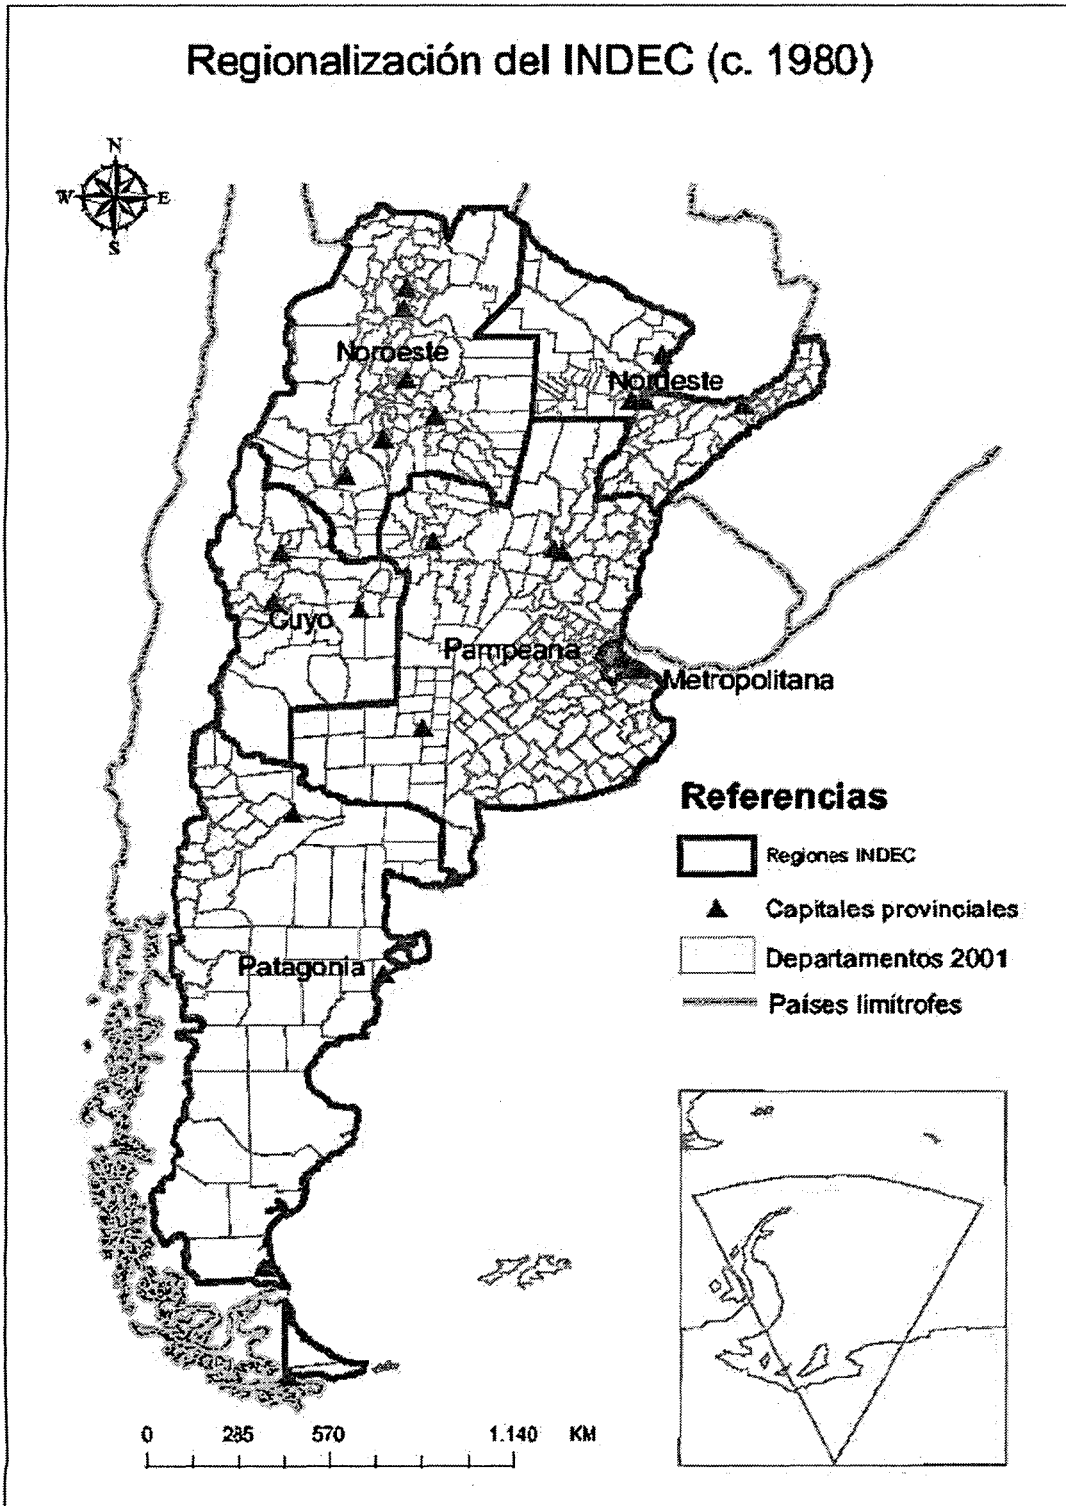 Regionalización del INDEC (c. 1980)
N
W E
S
Noroeste
Nordeste
Cuyo
Pampeana
Metropolitana
Referencias
Regiones INDEC
Capitales provinciales
Departamentos 2001
Países limítrofes
Patagonia
0 285 570 1.140 KM